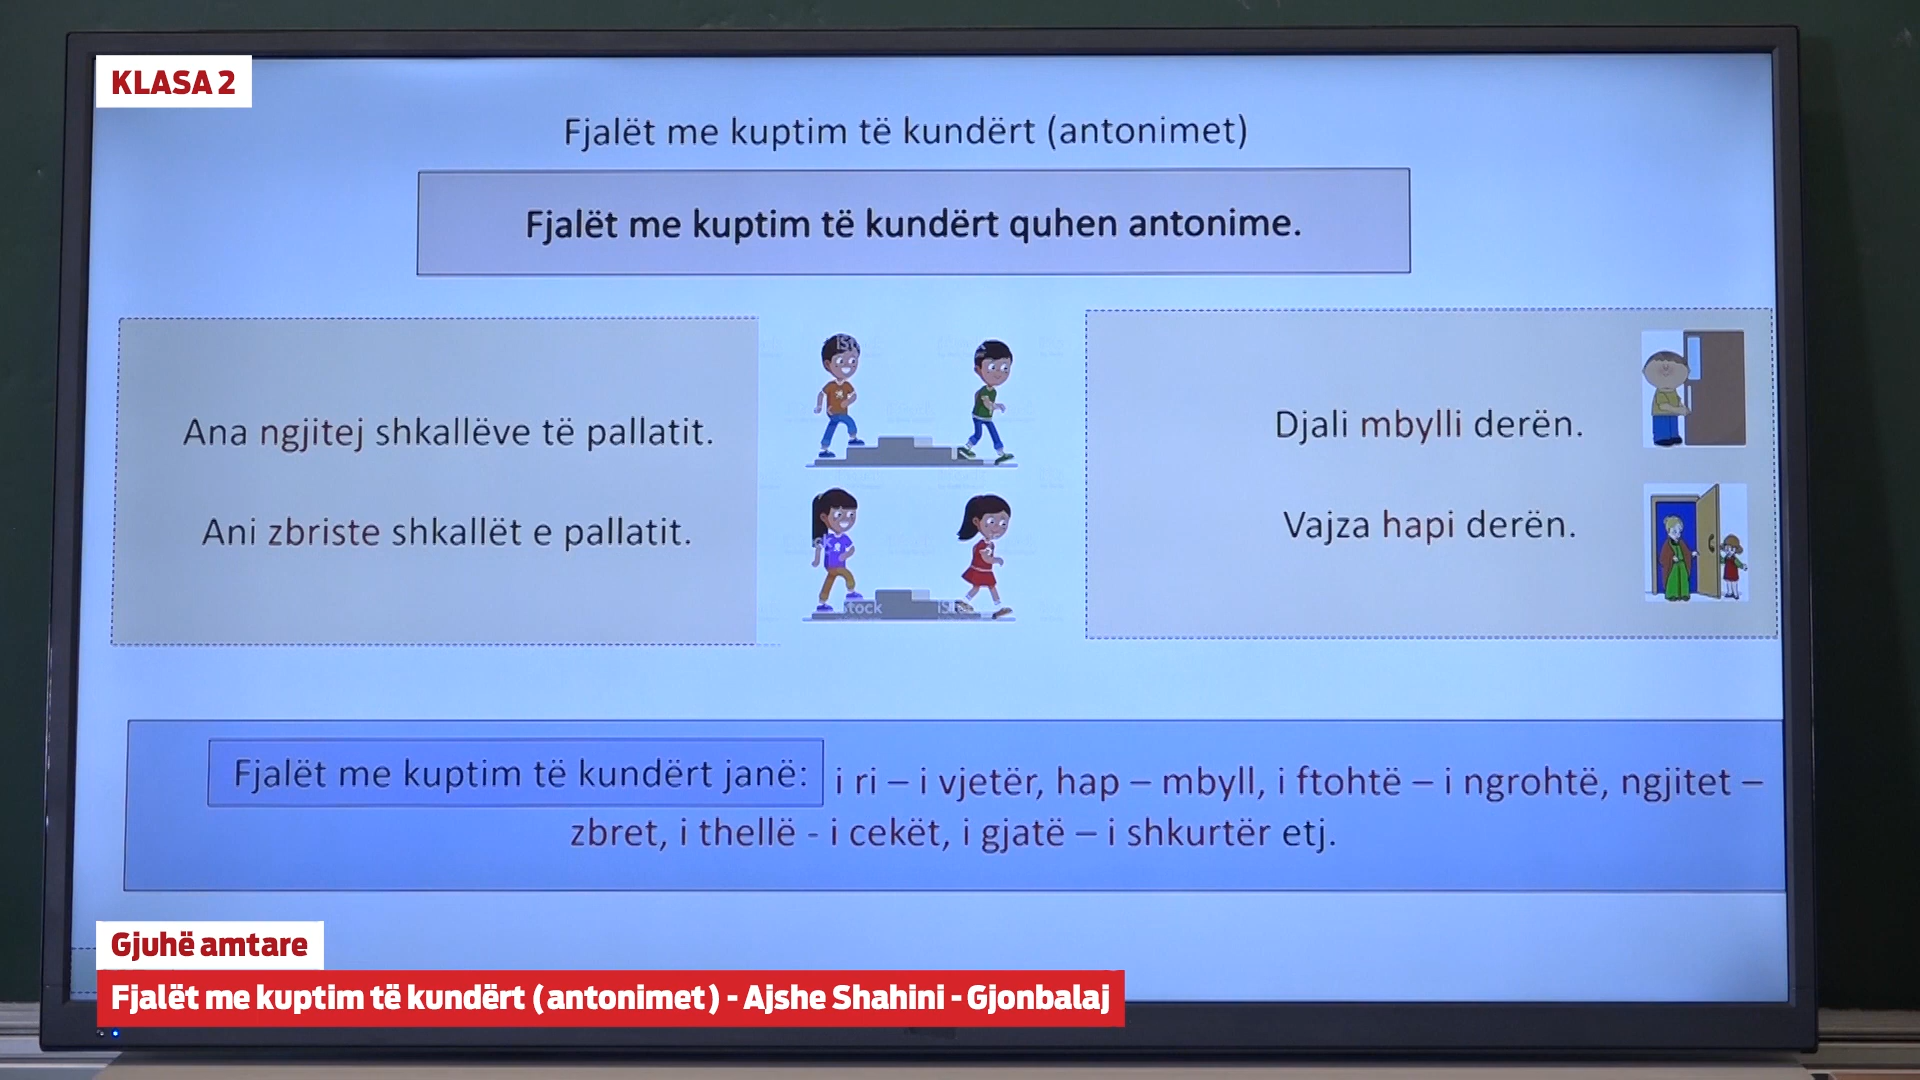 KLASA 2
Fjalët me kuptim të kundërt (antonimet)
Fjalët me kuptim të kundërt quhen antonime.
Ana ngjitej shkallëve të pallatit.
Ani zbriste shkallët e pallatit.
Djali mbylli derën.
Vajza hapi derën.
Fjalët me kuptim të kundërt janë: i ri – i vjetër, hap – mbyll, i ftohtë – i ngrohtë, ngjitet –
zbret, i thellë - i cekët, i gjatë – i shkurtër etj.
Gjuhë amtare
Fjalët me kuptim të kundërt (antonimet) - Ajshe Shahini - Gjonbalaj